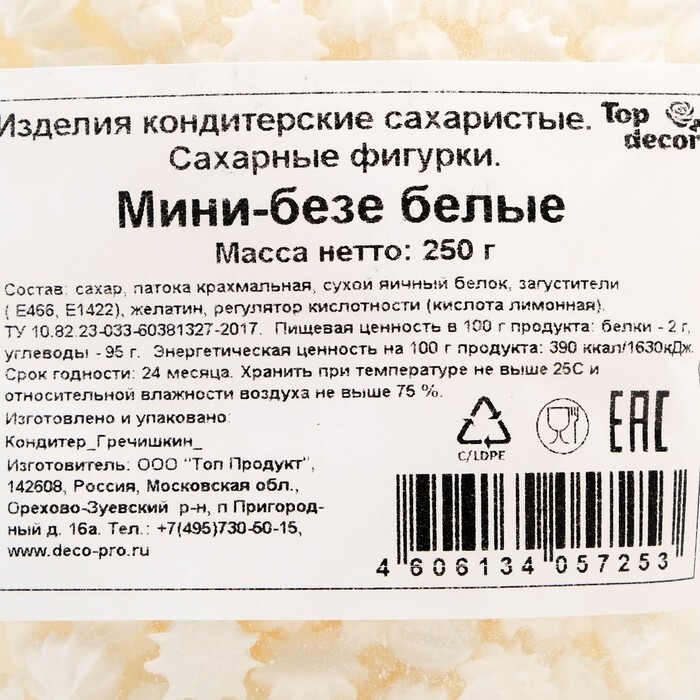 Изделия кондитерские сахаристые.
Top decor
Сахарные фигурки.
Мини-безе белые
Масса нетто: 250 г
Состав: сахар, патока крахмальная, сухой яичный белок, загустители
( Е466, Е1422), желатин, регулятор кислотности (кислота лимонная).
ТУ 10.82.23-033-60381327-2017. Пищевая ценность в 100 г продукта: белки - 2 г,
углеводы - 95 г. Энергетическая ценность на 100 г продукта: 390 ккал/1630кДж.
Срок годности: 24 месяца. Хранить при температуре не выше 25С и
относительной влажности воздуха не выше 75 %.
Изготовлено и упаковано:
Кондитер_Гречишкин_
Изготовитель: ООО "Топ Продукт",
142608, Россия, Московская обл.,
Орехово-Зуевский р-н, п Пригород-
ный д. 16а. Тел.: +7(495)730-50-15,
www.deco-pro.ru
C/LDPE
EAC
4 606134 057253